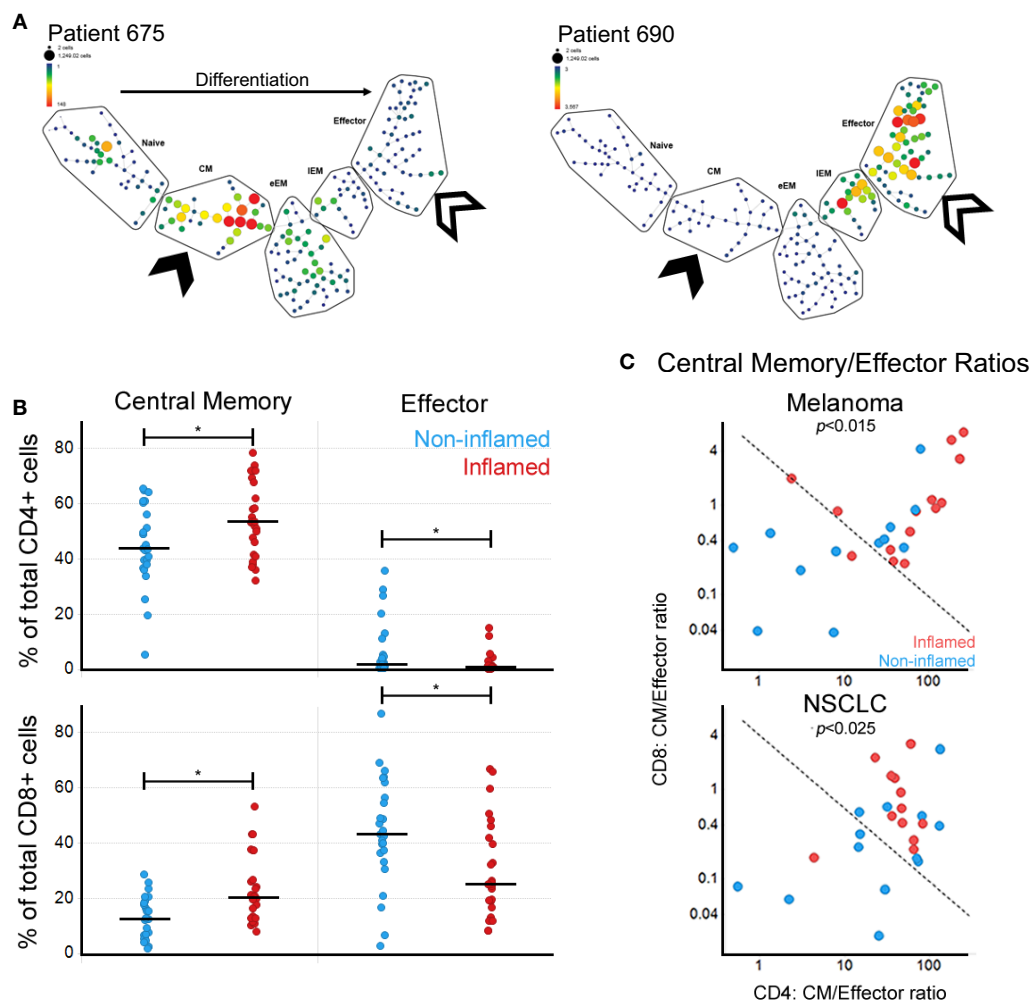 A
Patient 675
2 cells
1,249.02 cells
1
148
Differentiation
Naive
CM
eEM
lEM
Effector
Patient 690
2 cells
1,249.02 cells
3
3,567
Naive
CM
eEM
lEM
Effector
B
Central Memory
Effector
Non-inflamed
Inflamed
% of total CD4+ cells
80
60
40
20
0
*
*
% of total CD8+ cells
80
60
40
20
0
*
*
C
Central Memory/Effector Ratios
Melanoma
p<0.015
4
1
0.4
0.1
0.04
Inflamed
Non-inflamed
1
10
100
CD8: CM/Effector ratio
NSCLC
p<0.025
4
1
0.4
0.1
0.04
1
10
100
CD4: CM/Effector ratio